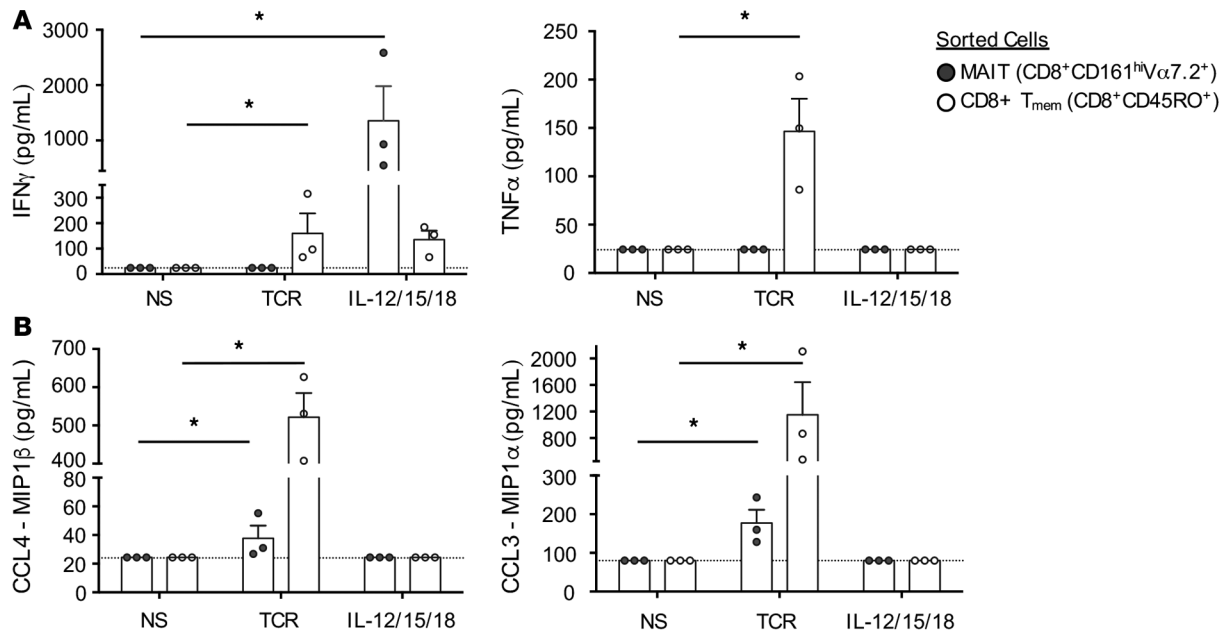 A
IFNγ (pg/mL)
3000
2000
1000
300
200
100
0
*
*
NS TCR IL-12/15/18
TNFα (pg/mL)
250
200
150
100
50
0
*
NS TCR IL-12/15/18
Sorted Cells
MAIT (CD8⁺CD161ʰⁱVα7.2⁺)
CD8+ Tmem (CD8⁺CD45RO⁺)
B
CCL4 - MIP1β (pg/mL)
700
600
500
400
80
60
40
20
0
*
*
NS TCR IL-12/15/18
CCL3 - MIP1α (pg/mL)
2000
1600
1200
800
300
200
100
0
*
*
NS TCR IL-12/15/18